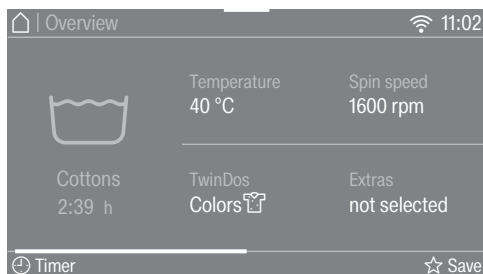 | Overview 11:02
Temperature Spin speed
40 °C 1600 rpm
Cottons TwinDos Extras
2:39 h Colors not selected
Timer Save